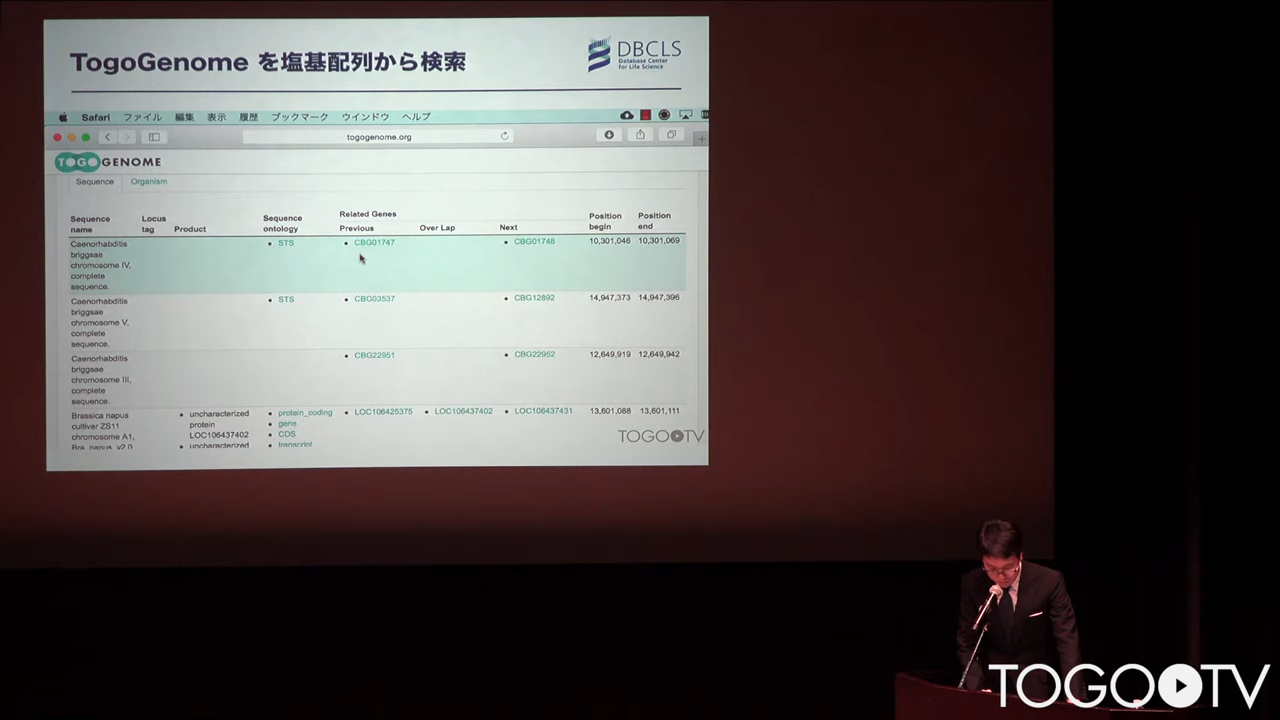 TogoGenome を塩基配列から検索
DBCLS
Database Center
for Life Science
Safari ファイル 編集 表示 履歴 ブックマーク ウインドウ ヘルプ
togogenome.org
TOGOGENOME
Sequence Organism
Sequence name Locus tag Product Sequence ontology Related Genes Previous Over Lap Next Position begin Position end
Caenorhabditis STS CBG01747 CBG01748 10,301,046 10,301,069
briggsae
chromosome IV,
complete
sequence.
Caenorhabditis STS CBG03537 CBG12892 14,947,373 14,947,396
briggsae
chromosome V,
complete
sequence.
Caenorhabditis CBG22951 CBG22952 12,649,919 12,649,942
briggsae
chromosome III,
complete
sequence.
Brassica napus uncharacterized protein_coding LOC106425375 LOC106437402 LOC106437431 13,601,088 13,601,111
cultivar ZS11 protein gene
chromosome A1, LOC106437402 CDS
Bra_napus_v2.0 uncharacterized transcript
TOGOTV
TOGOTV